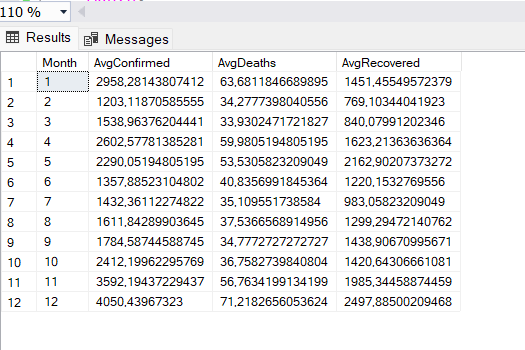 110 %
Results Messages
Month AvgConfirmed AvgDeaths AvgRecovered
1 1 2958,28143807412 63,6811846689895 1451,45549572379
2 2 1203,11870585555 34,2777398040556 769,10344041923
3 3 1538,96376204441 33,9302471721827 840,07991202346
4 4 2602,57781385281 59,9805194805195 1623,21363636364
5 5 2290,05194805195 53,5305823209049 2162,90207373272
6 6 1357,88523104802 40,8356991845364 1220,1532769556
7 7 1432,36112274822 35,109551738584 983,05823209049
8 8 1611,84289903645 37,5366568914956 1299,29472140762
9 9 1784,58744588745 34,7772727272727 1438,90670995671
10 10 2412,19962295769 36,7582739840804 1420,64306661081
11 11 3592,19437229437 56,7634199134199 1985,34458874459
12 12 4050,43967323 71,2182656053624 2497,88500209468